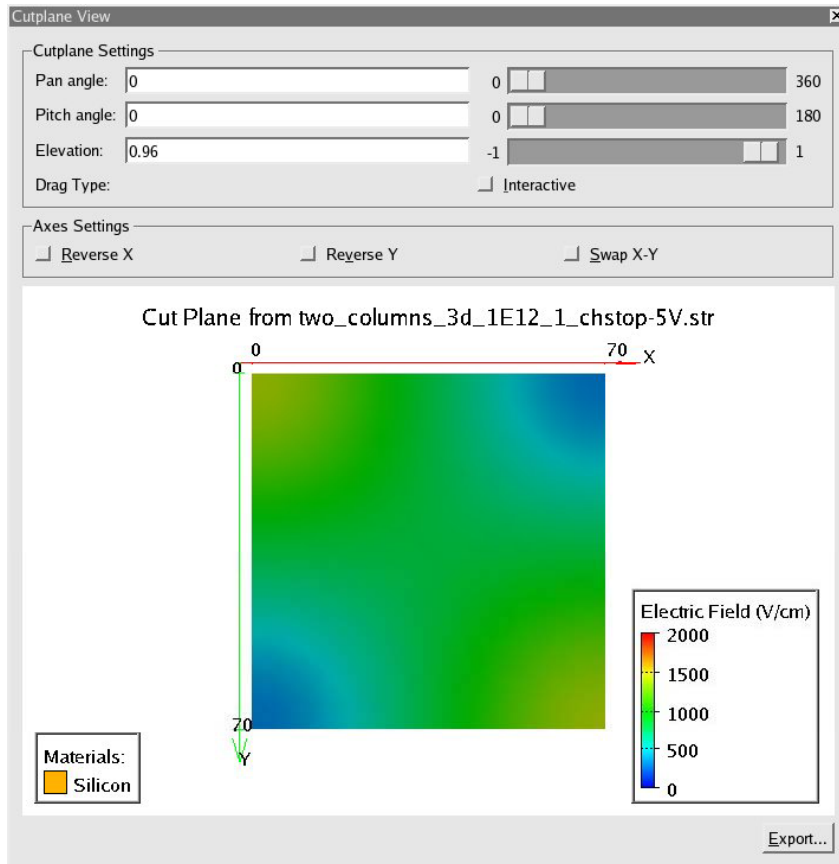 Cutplane View
Cutplane Settings
Pan angle: 0 0 360
Pitch angle: 0 0 180
Elevation: 0.96 -1 1
Drag Type: Interactive
Axes Settings
Reverse X Reverse Y Swap X-Y
Cut Plane from two_columns_3d_1E12_1_chstop-5V.str
0 70 X
0
70
Y
Electric Field (V/cm)
2000
1500
1000
500
0
Materials:
Silicon
Export...